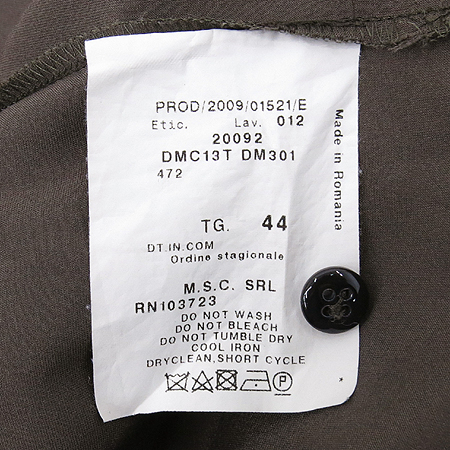 PROD/2009/01521/E
Etic. Lav. 012
20092
DMC13T DM301
472
Made in Romania
TG. 44
DT.IN.COM
Ordine stagionale
M.S.C. SRL
RN103723
DO NOT WASH
DO NOT BLEACH
DO NOT TUMBLE DRY
COOL IRON
DRYCLEAN,SHORT CYCLE
P